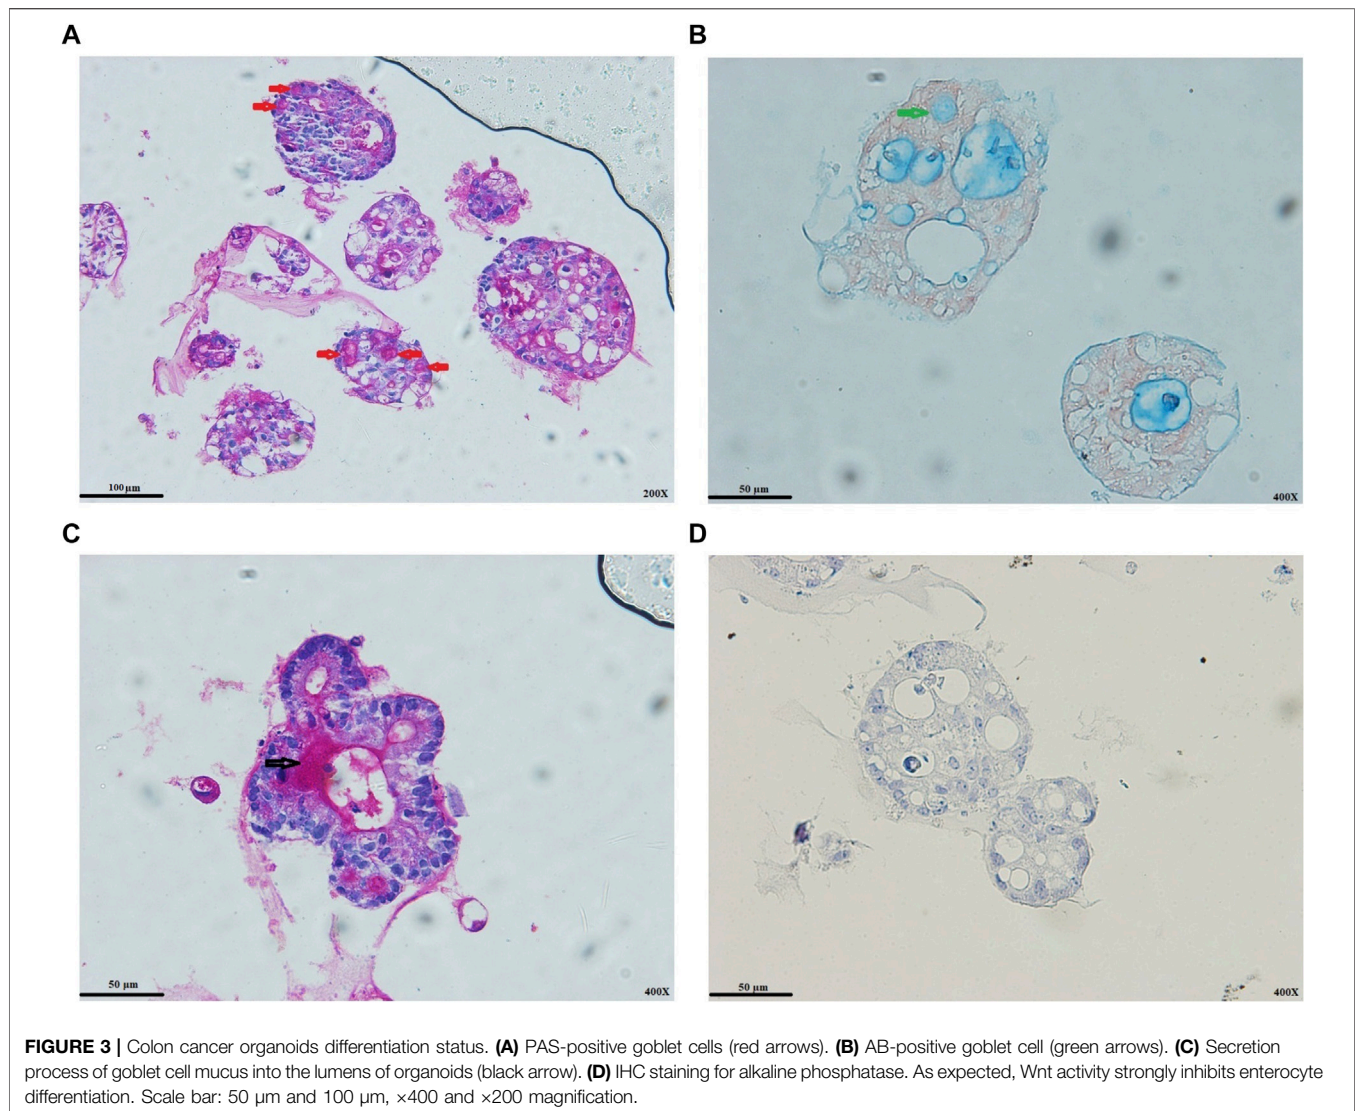 A
B
100 µm
200X
50 µm
400X
C
D
50 µm
400X
50 µm
400X
FIGURE 3 | Colon cancer organoids differentiation status. (A) PAS-positive goblet cells (red arrows). (B) AB-positive goblet cell (green arrows). (C) Secretion
process of goblet cell mucus into the lumens of organoids (black arrow). (D) IHC staining for alkaline phosphatase. As expected, Wnt activity strongly inhibits enterocyte
differentiation. Scale bar: 50 µm and 100 µm, ×400 and ×200 magnification.